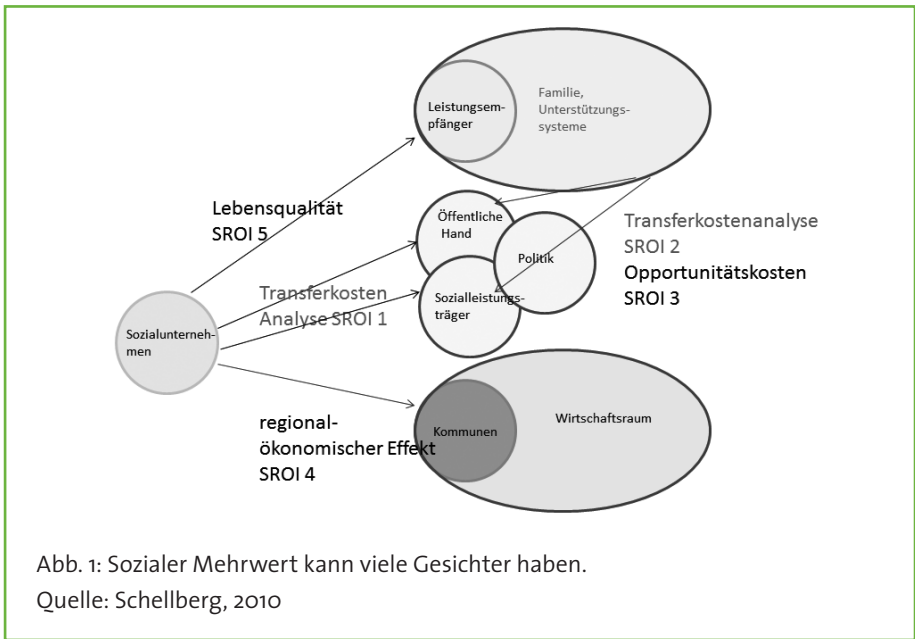 Leistungsem-
pfänger
Familie,
Unterstützungs-
systeme
Lebensqualität
SROI 5
Öffentliche
Hand
Politik
Transferkostenanalyse
SROI 2
Opportunitätskosten
SROI 3
Transferkosten
Analyse SROI 1
Sozialleistungs-
träger
Sozialunterneh-
men
regional-
ökonomischer Effekt
SROI 4
Kommunen
Wirtschaftsraum
Abb. 1: Sozialer Mehrwert kann viele Gesichter haben.
Quelle: Schellberg, 2010